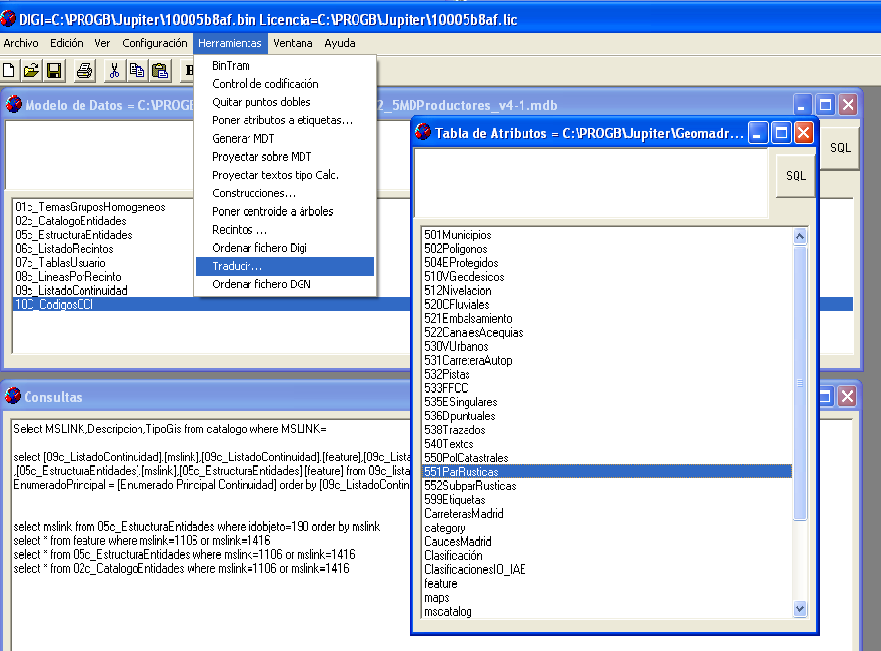 DIGI=C:\PROGB\Jupiter\10005b8af.bin Licencia=C:\PROGB\Jupiter\10005b8af.lic
Archivo Edición Ver Configuración Herramientas Ventana Ayuda
BinTram
Control de codificación
Quitar puntos dobles
Poner atributos a etiquetas...
Generar MDT
Proyectar sobre MDT
Proyectar textos tipo Calc.
Construcciones...
Poner centroide a árboles
Recintos ...
Ordenar fichero Digi
Traducir...
Ordenar fichero DGN
Modelo de Datos = C:\PROGB
2_5MDProductores_v4-1.mdb
SQL
01c_TemasGruposHomogeneos
02c_CatalogoEntidades
05c_EstructuraEntidades
06c_ListadoRecintos
07c_TablasUsuario
08c_LineasPorRecinto
09c_ListadoContinuidad
10C_CodigosCCI
Tabla de Atributos = C:\PROGB\Jupiter\Geomadr...
SQL
501Municipios
502Poligonos
504EProtegidos
510VGeodesicos
512Nivelacion
520CFluviales
521Embalsamiento
522CanalesAcequias
530VUrbanos
531CarreteraAutop
532Pistas
533FFCC
535ESingulares
536Dpuntuales
538Trazados
540Textos
550PolCatastrales
551ParRusticas
552SubparRusticas
599Etiquetas
CarreterasMadrid
category
CaucesMadrid
Clasificación
ClasificacionesIO_IAE
feature
maps
mscatalog
Consultas
Select MSLINK,Descripcion,TipoGis from catalogo where MSLINK=
select [09c_ListadoContinuidad].[mslink],[09c_ListadoContinuidad].[feature],[09c_Lis
,[05c_EstructuraEntidades].[mslink],[05c_EstructuraEntidades].[feature] from 09c_lista
EnumeradoPrincipal = [Enumerado Principal Continuidad] order by [09c_ListadoContin
select mslink from 05c_EstucturaEntidades where idobjeto=190 order by mslink
select * from feature where mslink=1106 or mslink=1416
select * from 05c_EstructuraEntidades where mslink=1106 or mslink=1416
select * from 02c_CatalogoEntidades where mslink=1106 or mslink=1416